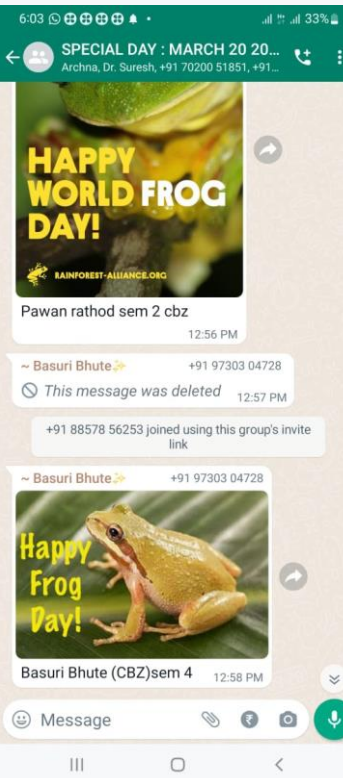 6:03
33%
SPECIAL DAY : MARCH 20 20...
Archna, Dr. Suresh, +91 70200 51851, +91...
HAPPY
WORLD FROG
DAY!
RAINFOREST-ALLIANCE.ORG
Pawan rathod sem 2 cbz
12:56 PM
~ Basuri Bhute✨ +91 97303 04728
This message was deleted 12:57 PM
+91 88578 56253 joined using this group's invite
link
~ Basuri Bhute✨ +91 97303 04728
Happy
Frog
Day!
Basuri Bhute (CBZ)sem 4 12:58 PM
Message